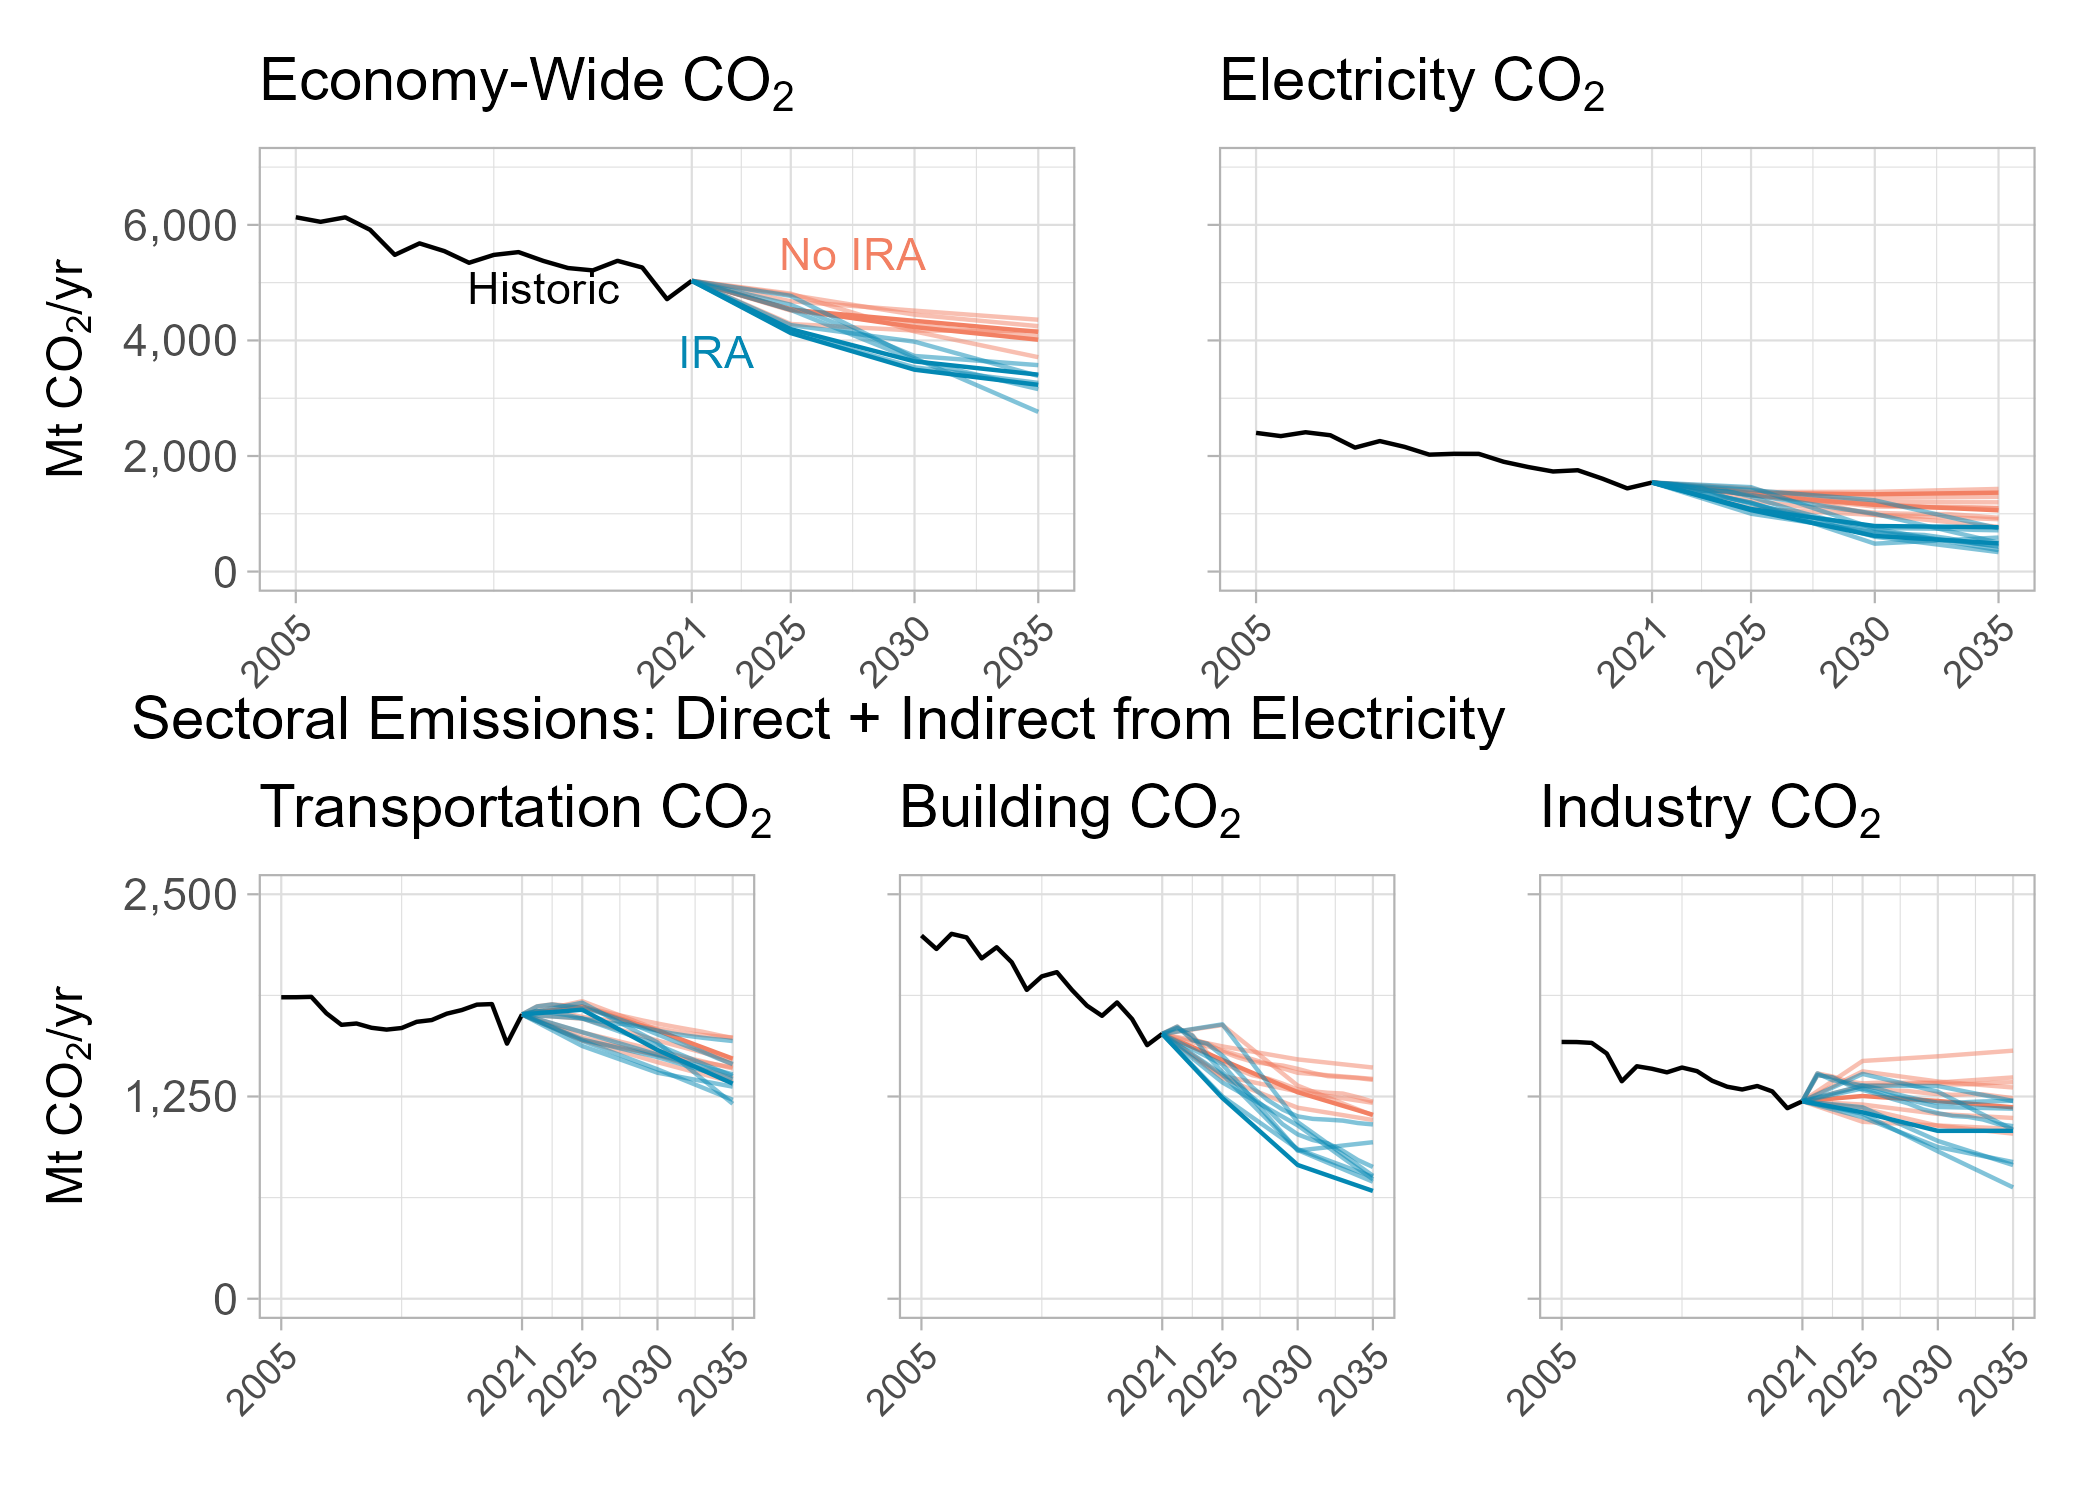 Economy-Wide CO₂
Electricity CO₂
Mt CO₂/yr
6,000
4,000
2,000
0
No IRA
Historic
IRA
2005
2021
2025
2030
2035
2005
2021
2025
2030
2035
Sectoral Emissions: Direct + Indirect from Electricity
Transportation CO₂
Building CO₂
Industry CO₂
Mt CO₂/yr
2,500
1,250
0
2005
2021
2025
2030
2035
2005
2021
2025
2030
2035
2005
2021
2025
2030
2035